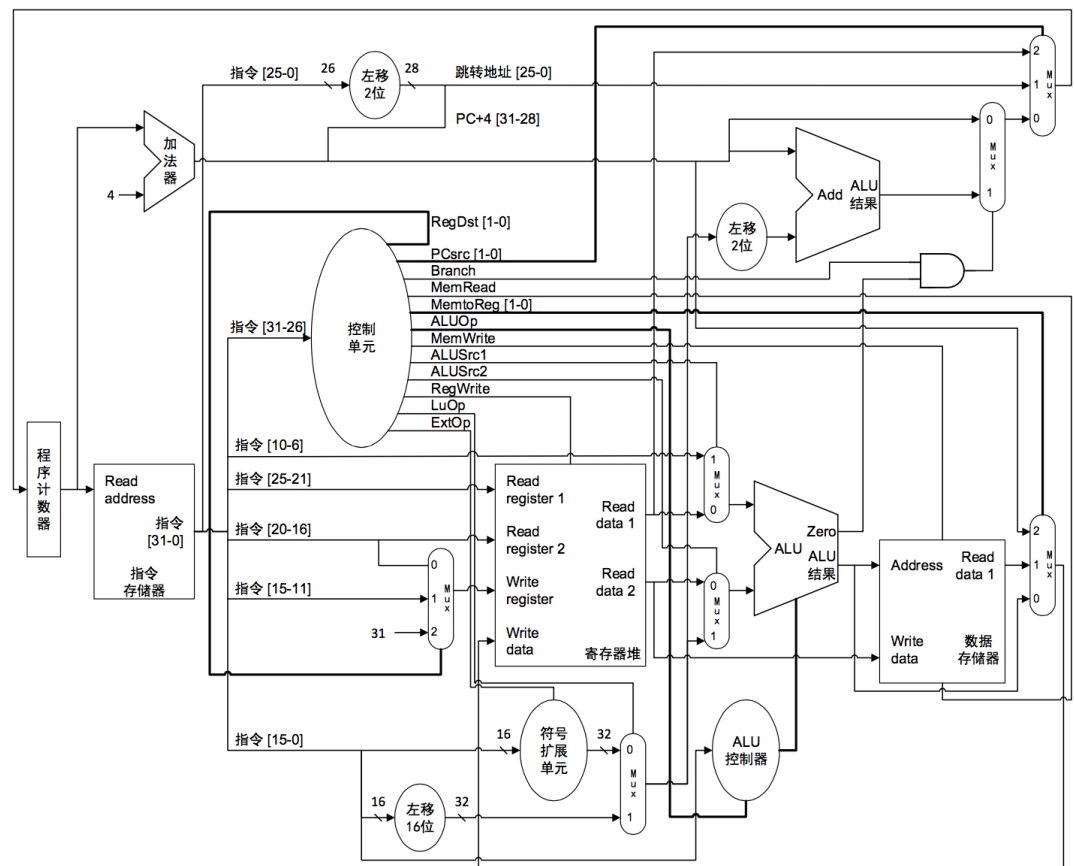 指令 [25-0]
26
左移
2位
28
跳转地址 [25-0]
PC+4 [31-28]
2
1
0
Mux
加
法
器
4
0
Mux
1
Add
ALU
结果
左移
2位
RegDst [1-0]
PCsrc [1-0]
Branch
MemRead
MemtoReg [1-0]
ALUOp
MemWrite
ALUSrc1
ALUSrc2
RegWrite
LuOp
ExtOp
控制
单元
指令 [31-26]
指令 [10-6]
指令 [25-21]
指令 [20-16]
指令 [15-11]
31
指令 [15-0]
程
序
计
数
器
Read
address
指令
[31-0]
指令
存储器
0
1
2
Mux
Read
register 1
Read
register 2
Write
register
Write
data
Read
data 1
Read
data 2
寄存器堆
1
Mux
0
0
Mux
1
Zero
ALU
ALU
结果
Address
Read
data 1
Write
data
数据
存储器
2
1
0
Mux
16
符号
扩展
单元
32
0
Mux
1
16
左移
16位
32
ALU
控制器